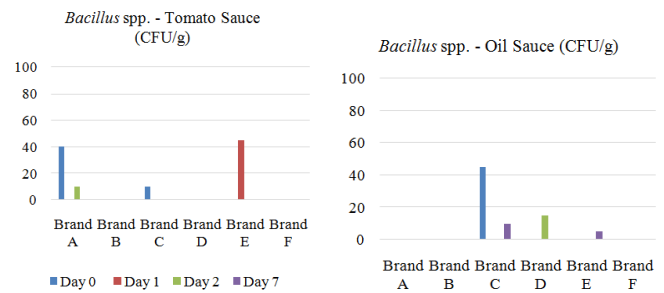 Bacillus spp. - Tomato Sauce
(CFU/g)
100
80
60
40
20
0
Brand Brand Brand Brand Brand Brand
A B C D E F
Day 0 Day 1 Day 2 Day 7
Bacillus spp. - Oil Sauce (CFU/g)
100
80
60
40
20
0
Brand Brand Brand Brand Brand Brand
A B C D E F